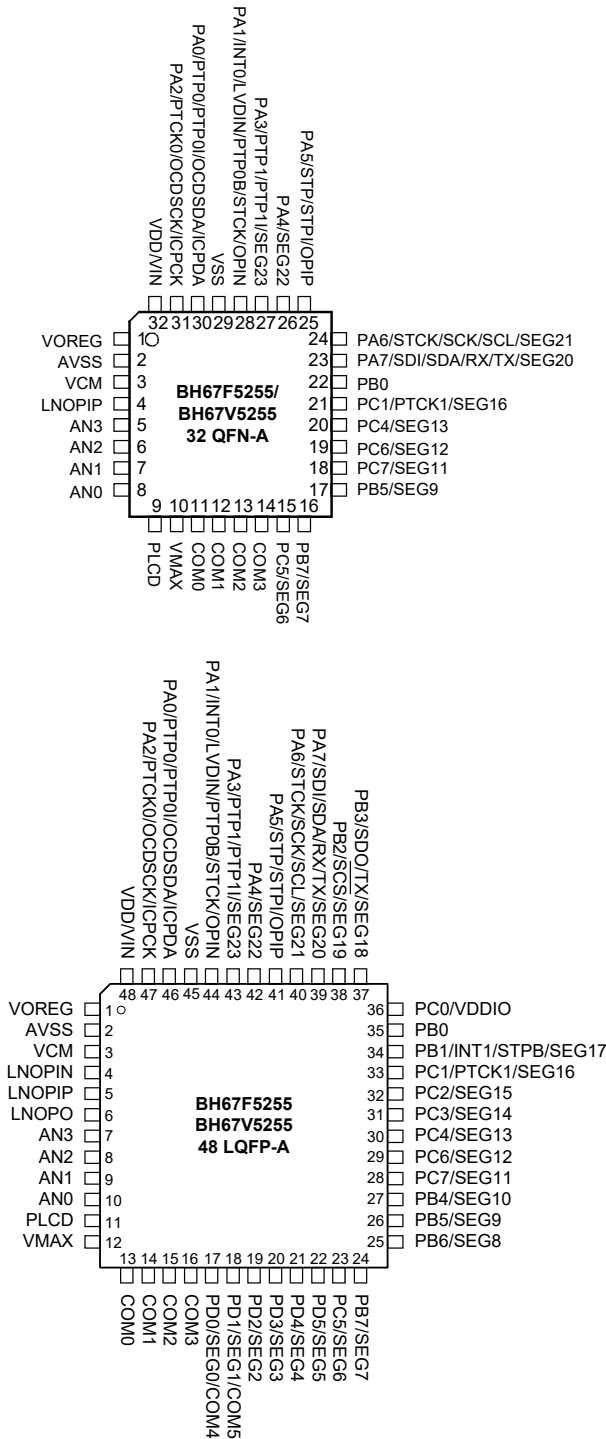 PA5/STP/STPI/OPIP
PA4/SEG22
PA3/PTP1/PTP1I/SEG23
PA1/INT0/LVDIN/PTP0B/STCK/OPIN
VSS
PA0/PTP0/PTP0I/OCDSDA/ICPDA
PA2/PTCK0/OCDSCK/ICPCK
VDD/VIN
32 31 30 29 28 27 26 25
VOREG 1 24 PA6/STCK/SCK/SCL/SEG21
AVSS 2 23 PA7/SDI/SDA/RX/TX/SEG20
VCM 3 22 PB0
LNOPIP 4 21 PC1/PTCK1/SEG16
AN3 5 20 PC4/SEG13
AN2 6 19 PC6/SEG12
AN1 7 18 PC7/SEG11
AN0 8 17 PB5/SEG9
BH67F5255/
BH67V5255
32 QFN-A
9 10 11 12 13 14 15 16
PB7/SEG7
PC5/SEG6
COM3
COM2
COM1
COM0
VMAX
PLCD
PB3/SDO/TX/SEG18
PB2/SCS/SEG19
PA7/SDI/SDA/RX/TX/SEG20
PA6/STCK/SCK/SCL/SEG21
PA5/STP/STPI/OPIP
PA4/SEG22
PA3/PTP1/PTP1I/SEG23
PA1/INT0/LVDIN/PTP0B/STCK/OPIN
VSS
PA0/PTP0/PTP0I/OCDSDA/ICPDA
PA2/PTCK0/OCDSCK/ICPCK
VDD/VIN
48 47 46 45 44 43 42 41 40 39 38 37
VOREG 1 36 PC0/VDDIO
AVSS 2 35 PB0
VCM 3 34 PB1/INT1/STPB/SEG17
LNOPIN 4 33 PC1/PTCK1/SEG16
LNOPIP 5 32 PC2/SEG15
LNOPO 6 31 PC3/SEG14
AN3 7 30 PC4/SEG13
AN2 8 29 PC6/SEG12
AN1 9 28 PC7/SEG11
AN0 10 27 PB4/SEG10
PLCD 11 26 PB5/SEG9
VMAX 12 25 PB6/SEG8
BH67F5255
BH67V5255
48 LQFP-A
13 14 15 16 17 18 19 20 21 22 23 24
PB7/SEG7
PC5/SEG6
PD5/SEG5
PD4/SEG4
PD3/SEG3
PD2/SEG2
PD1/SEG1/COM5
PD0/SEG0/COM4
COM3
COM2
COM1
COM0